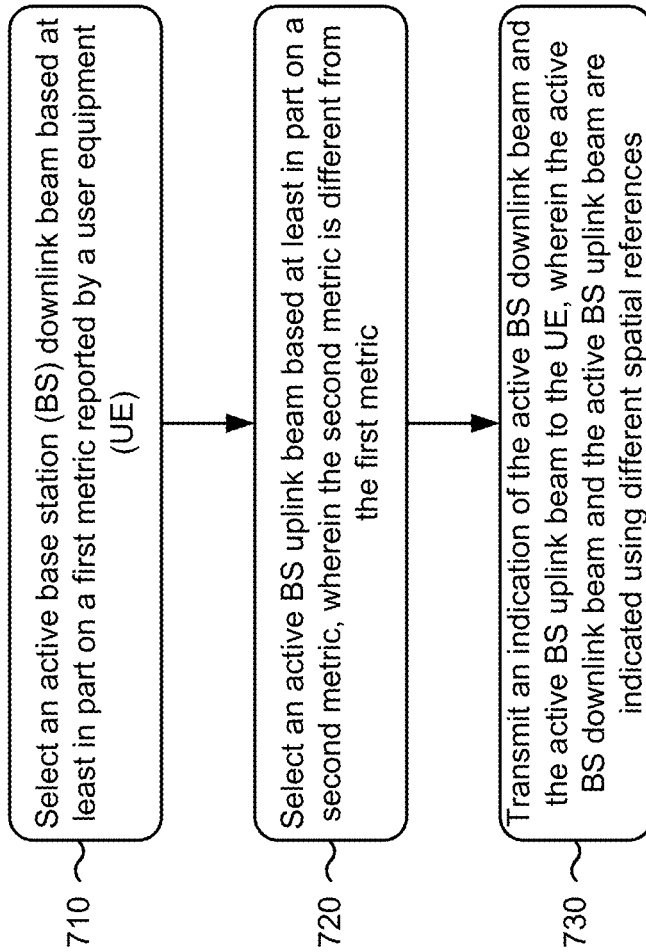 710
Select an active base station (BS) downlink beam based at
least in part on a first metric reported by a user equipment
(UE)
720
Select an active BS uplink beam based at least in part on a
second metric, wherein the second metric is different from
the first metric
730
Transmit an indication of the active BS downlink beam and
the active BS uplink beam to the UE, wherein the active
BS downlink beam and the active BS uplink beam are
indicated using different spatial references